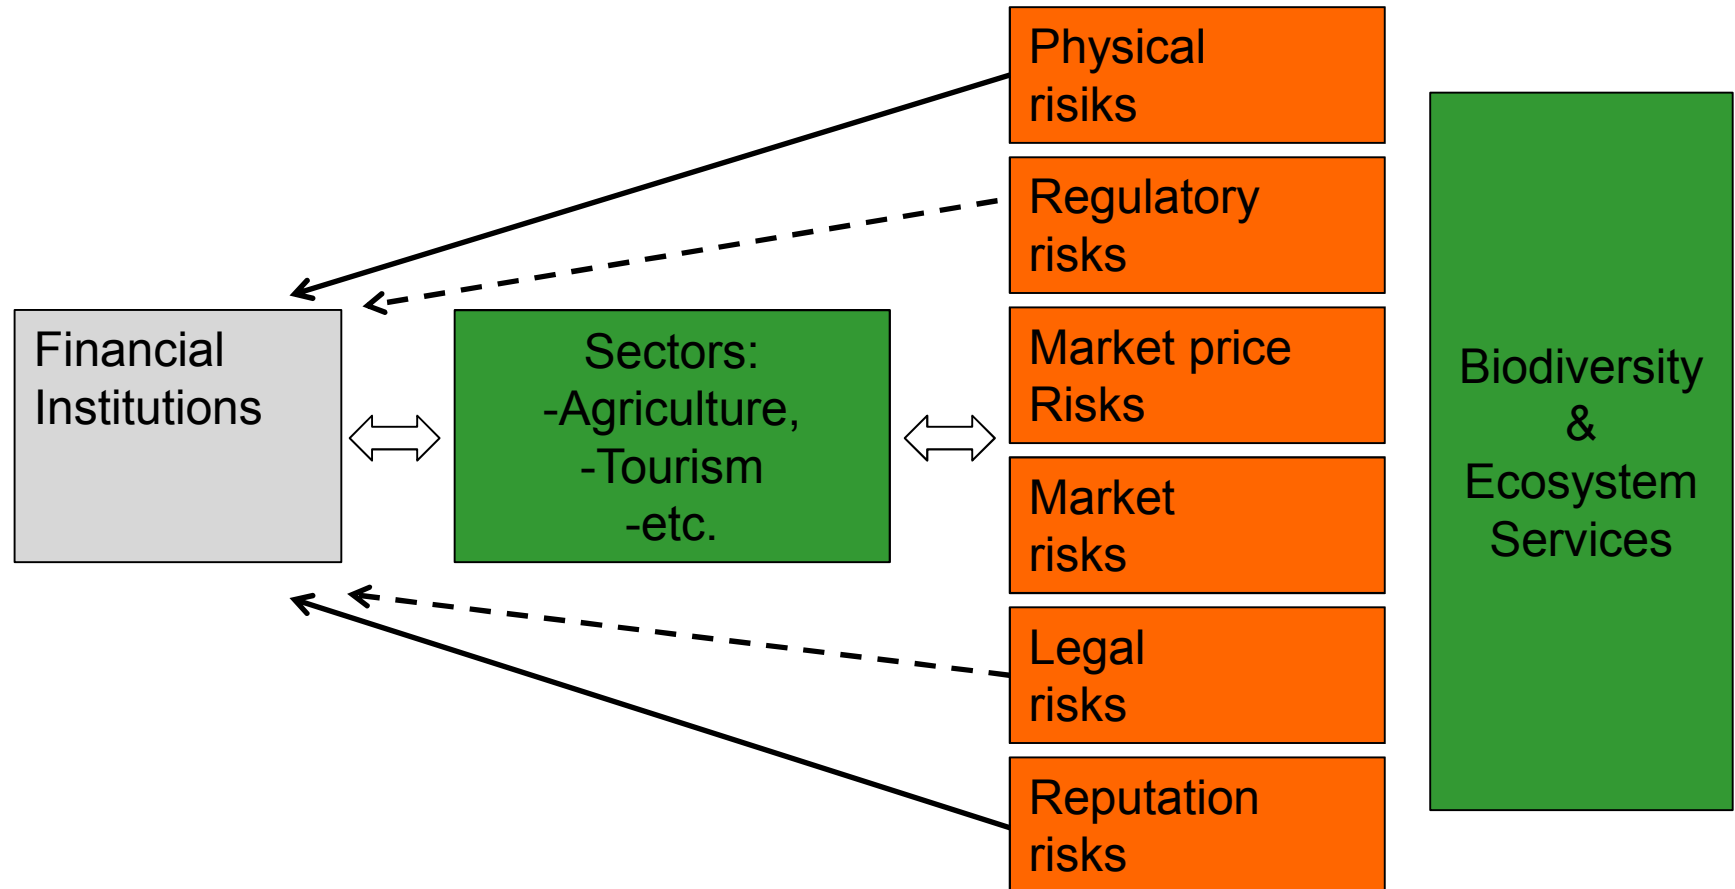 Physical
risiks
Regulatory
risks
Financial
Institutions
Sectors:
-Agriculture,
-Tourism
-etc.
Market price
Risks
Market
risks
Legal
risks
Reputation
risks
Biodiversity
&
Ecosystem
Services